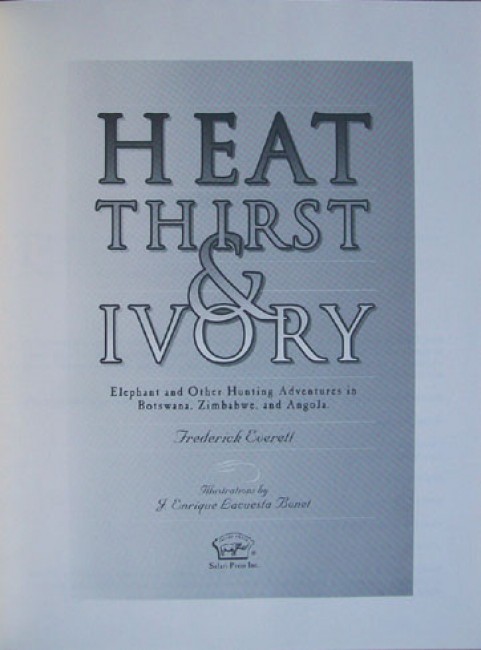 HEAT
THIRST
&
IVORY
Elephant and Other Hunting Adventures in
Botswana, Zimbabwe, and Angola.
Frederick Everett
Illustrations by
J. Enrique Lacuesta Bonet
Safari Press Inc.